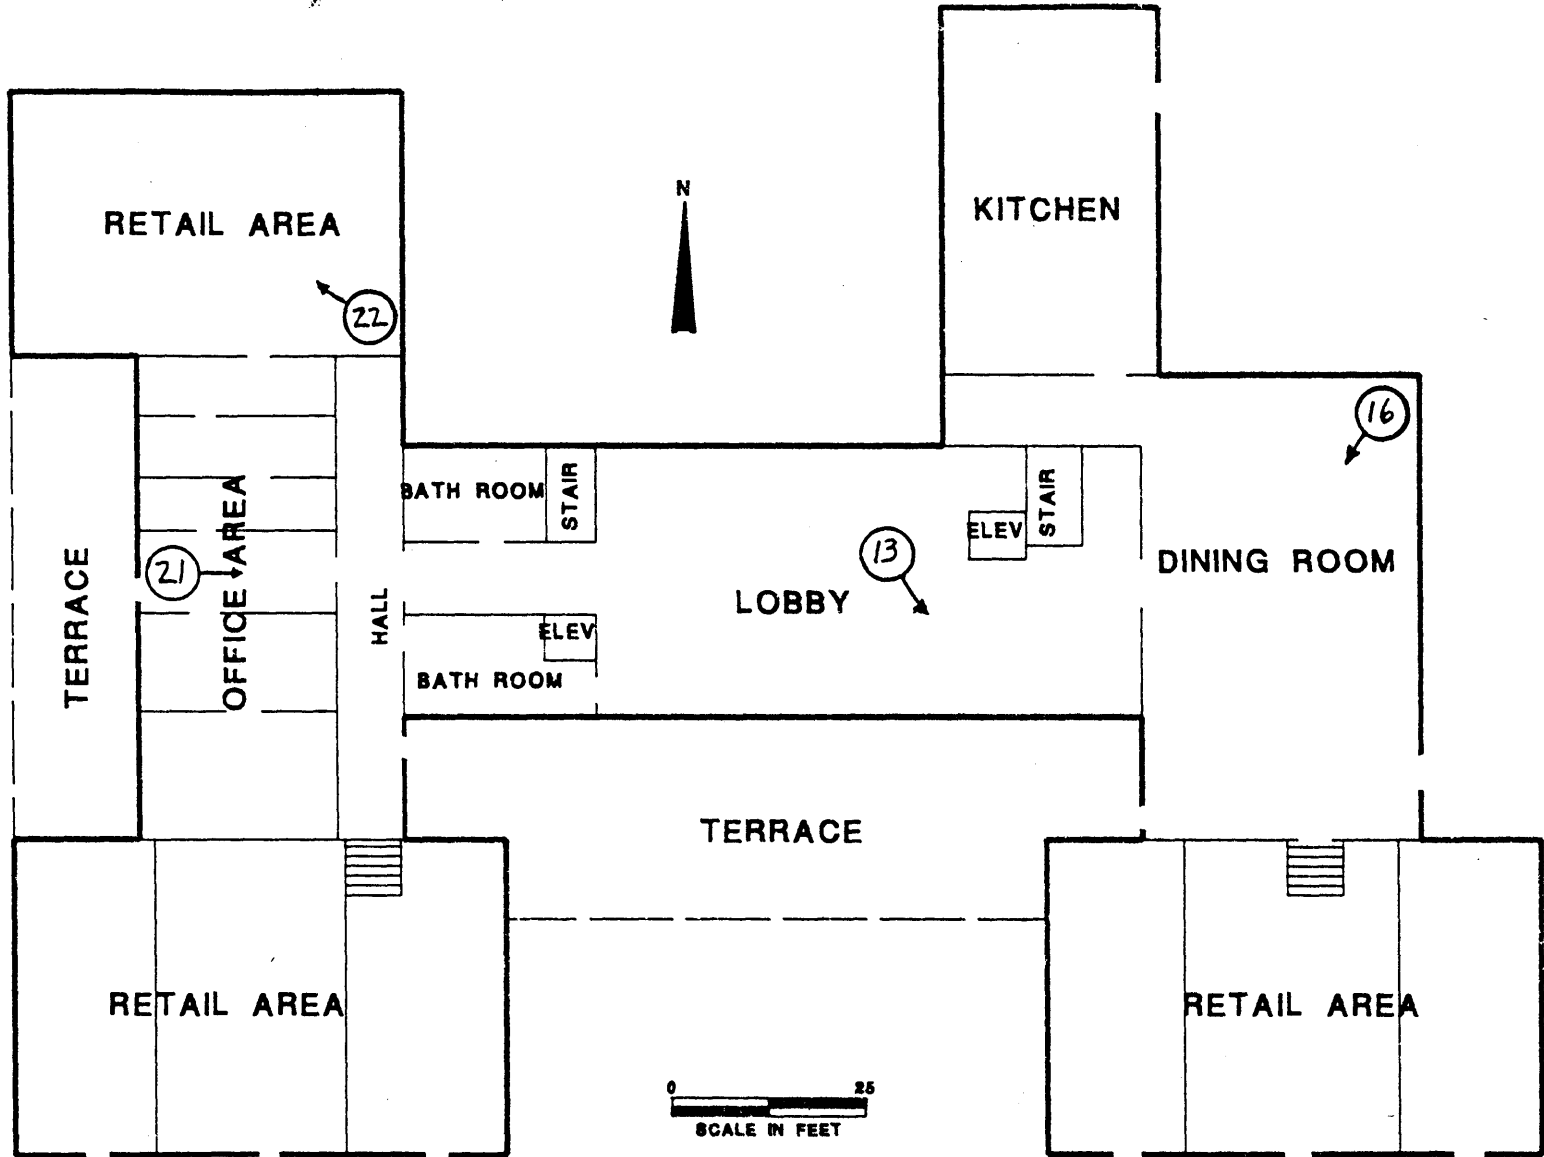 N
RETAIL AREA
KITCHEN
22
16
BATH ROOM
STAIR
STAIR
ELEV
21
OFFICE AREA
13
DINING ROOM
TERRACE
HALL
LOBBY
ELEV
BATH ROOM
TERRACE
RETAIL AREA
RETAIL AREA
0 25
SCALE IN FEET